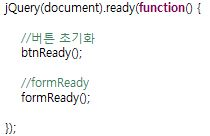 jQuery(document).ready(function() {
//버튼 초기화
btnReady();
//formReady
formReady();
});